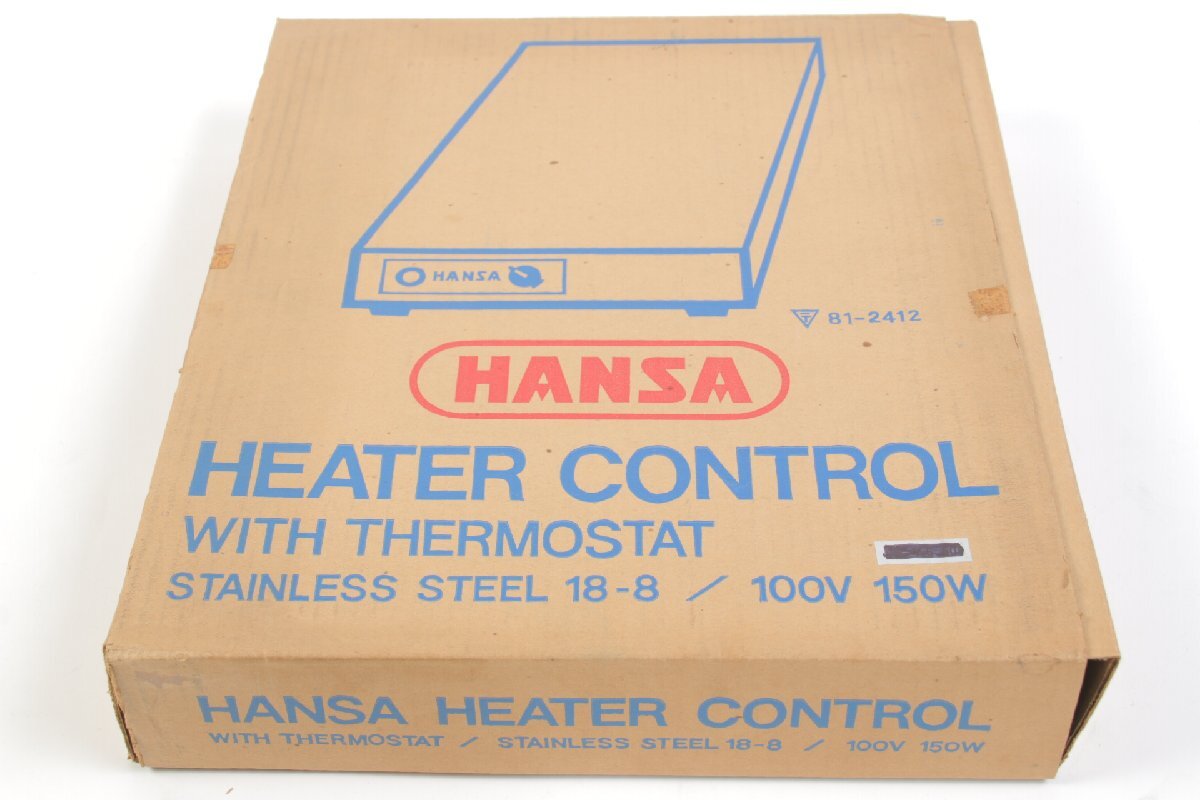 HANSA
81-2412
HANSA
HEATER CONTROL
WITH THERMOSTAT
STAINLESS STEEL 18-8 / 100V 150W
HANSA HEATER CONTROL
WITH THERMOSTAT / STAINLESS STEEL 18-8 / 100V 150W